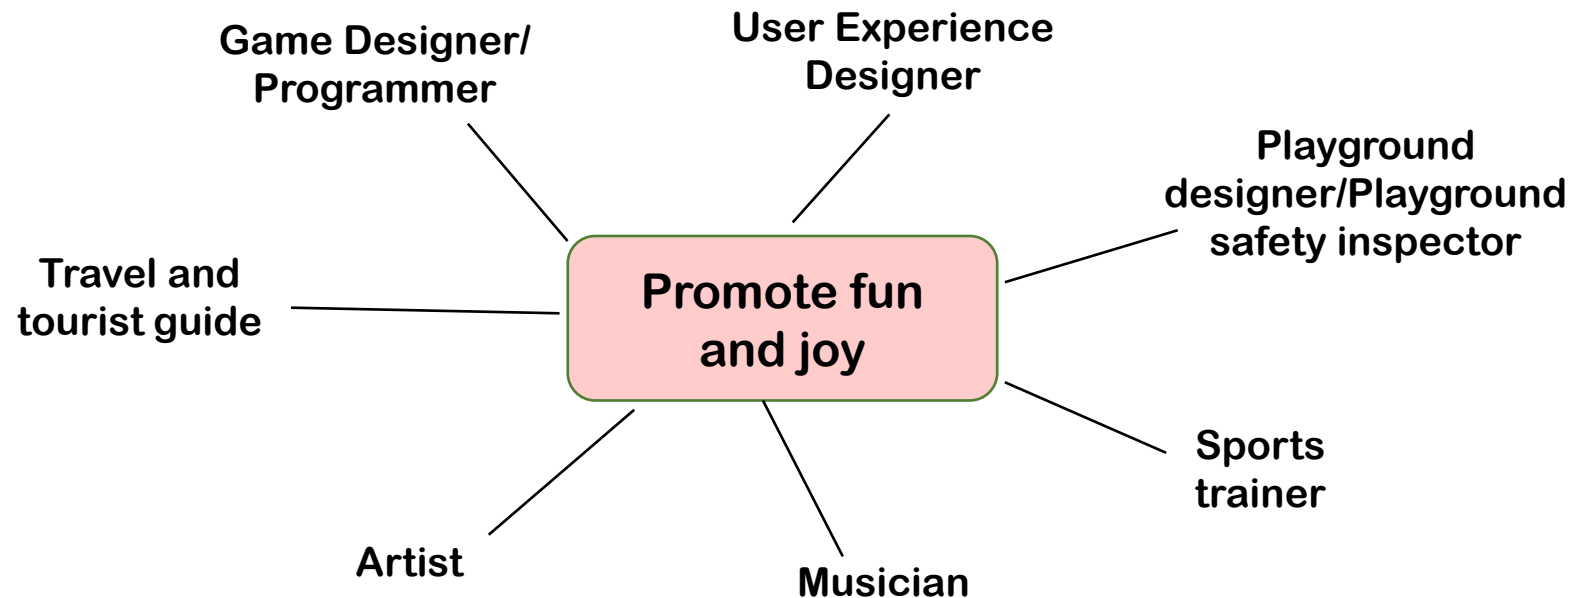 Game Designer/
Programmer
User Experience
Designer
Playground
designer/Playground
safety inspector
Travel and
tourist guide
Promote fun
and joy
Sports
trainer
Artist
Musician